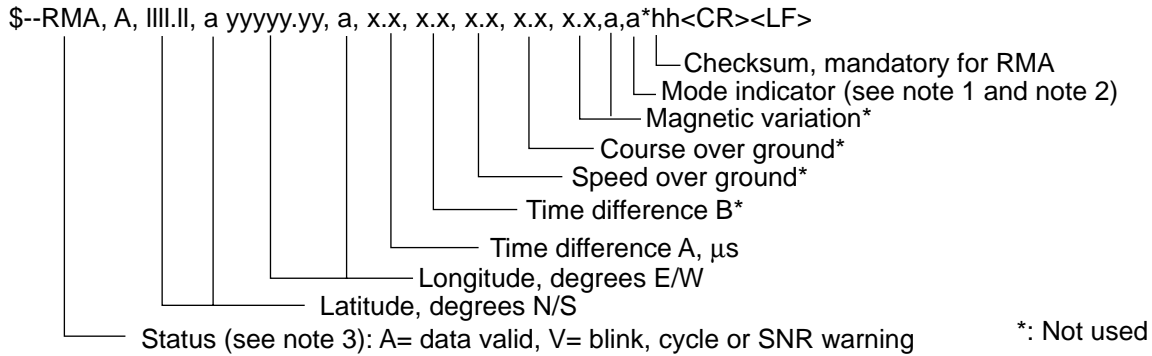 $--RMA, A, llll.ll, a yyyyy.yy, a, x.x, x.x, x.x, x.x, x.x,a,a*hh<CR><LF>
Checksum, mandatory for RMA
Mode indicator (see note 1 and note 2)
Magnetic variation*
Course over ground*
Speed over ground*
Time difference B*
Time difference A, μs
Longitude, degrees E/W
Latitude, degrees N/S
Status (see note 3): A= data valid, V= blink, cycle or SNR warning
*: Not used